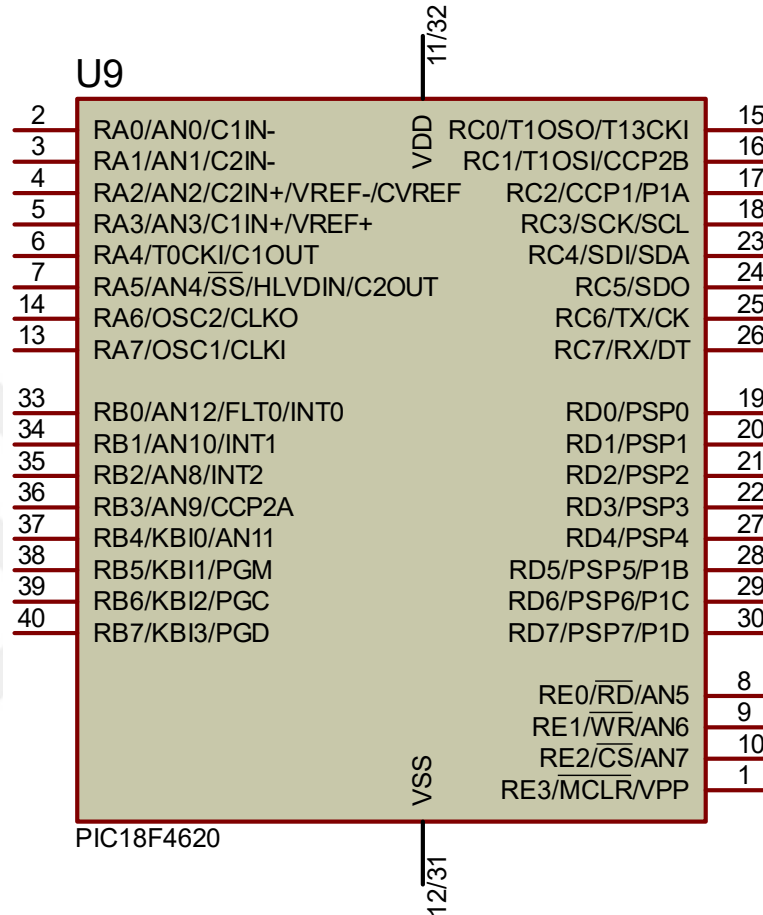 11/32
U9
VDD
2 RA0/AN0/C1IN- RC0/T1OSO/T13CKI 15
3 RA1/AN1/C2IN- RC1/T1OSI/CCP2B 16
4 RA2/AN2/C2IN+/VREF-/CVREF RC2/CCP1/P1A 17
5 RA3/AN3/C1IN+/VREF+ RC3/SCK/SCL 18
6 RA4/T0CKI/C1OUT RC4/SDI/SDA 23
7 RA5/AN4/SS/HLVDIN/C2OUT RC5/SDO 24
14 RA6/OSC2/CLKO RC6/TX/CK 25
13 RA7/OSC1/CLKI RC7/RX/DT 26
33 RB0/AN12/FLT0/INT0 RD0/PSP0 19
34 RB1/AN10/INT1 RD1/PSP1 20
35 RB2/AN8/INT2 RD2/PSP2 21
36 RB3/AN9/CCP2A RD3/PSP3 22
37 RB4/KBI0/AN11 RD4/PSP4 27
38 RB5/KBI1/PGM RD5/PSP5/P1B 28
39 RB6/KBI2/PGC RD6/PSP6/P1C 29
40 RB7/KBI3/PGD RD7/PSP7/P1D 30
RE0/RD/AN5 8
RE1/WR/AN6 9
RE2/CS/AN7 10
RE3/MCLR/VPP 1
VSS
PIC18F4620
12/31